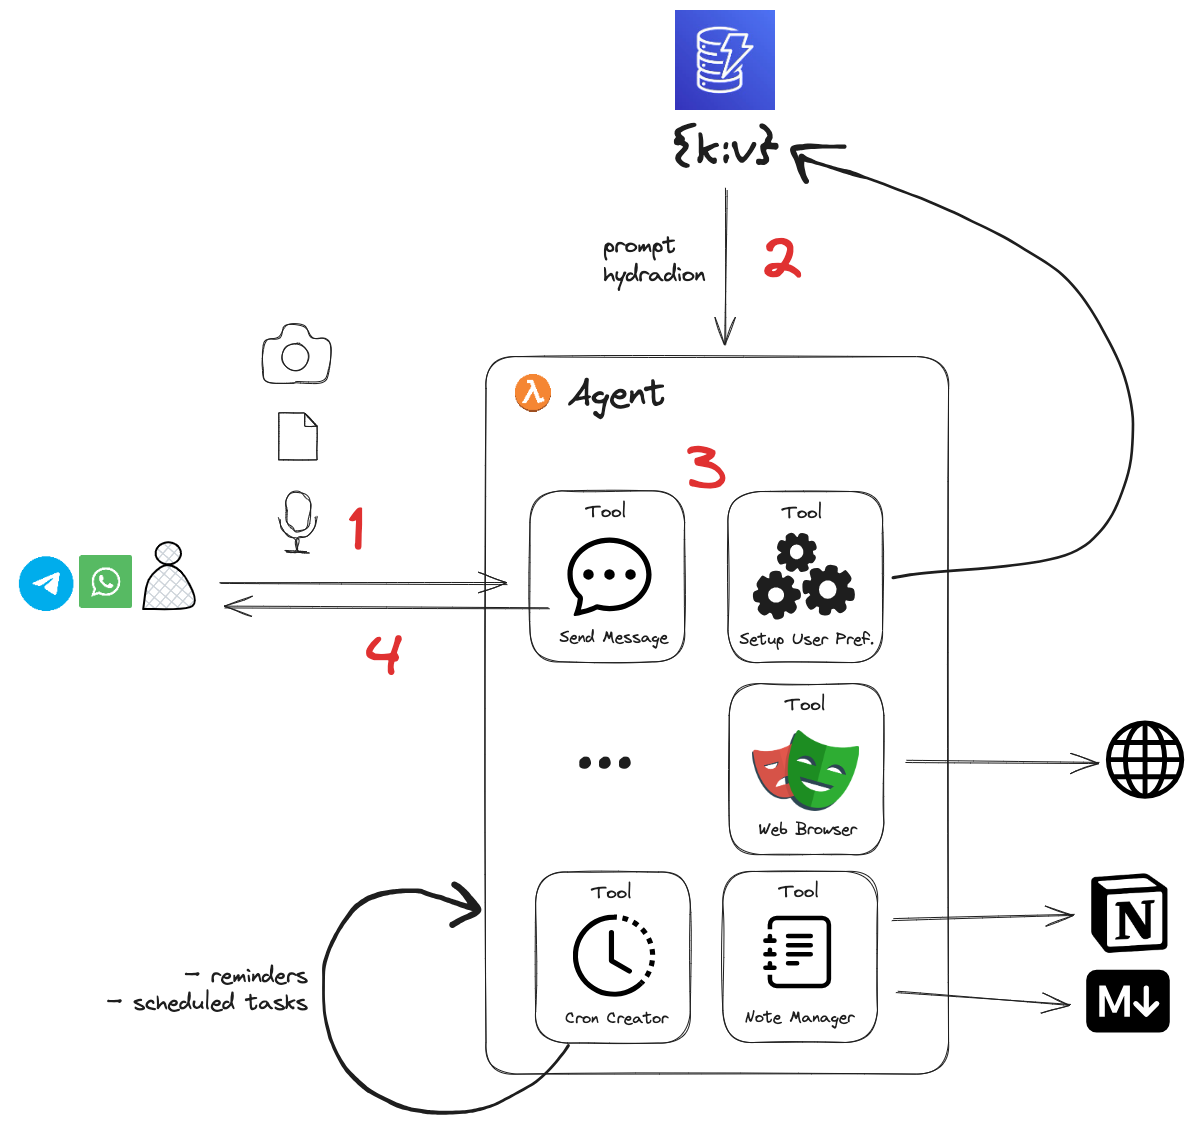 {k:v}
prompt
hydradion
2
Agent
3
1
4
Tool
Send Message
Tool
Setup User Pref.
Tool
Web Browser
Tool
Cron Creator
Tool
Note Manager
- reminders
- scheduled tasks
N
M